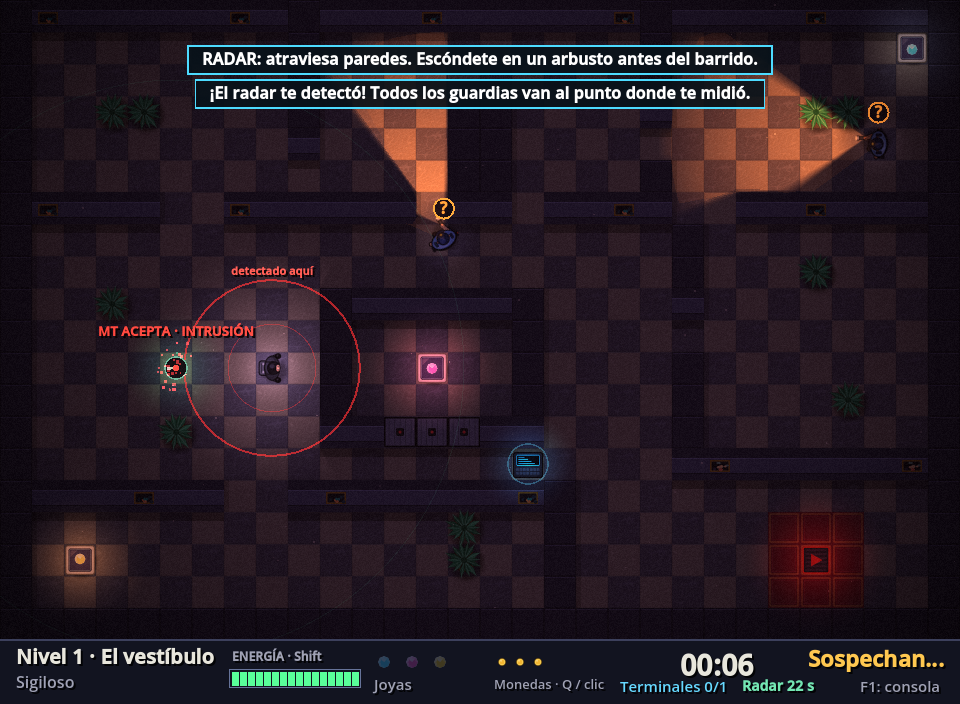 RADAR: atraviesa paredes. Escóndete en un arbusto antes del barrido.
¡El radar te detectó! Todos los guardias van al punto donde te midió.
?
?
detectado aquí
MT ACEPTA · INTRUSIÓN
Nivel 1 · El vestíbulo
Sigiloso
ENERGÍA · Shift
Joyas
Monedas · Q / clic
00:06
Terminales 0/1
Radar 22 s
Sospechan...
F1: consola